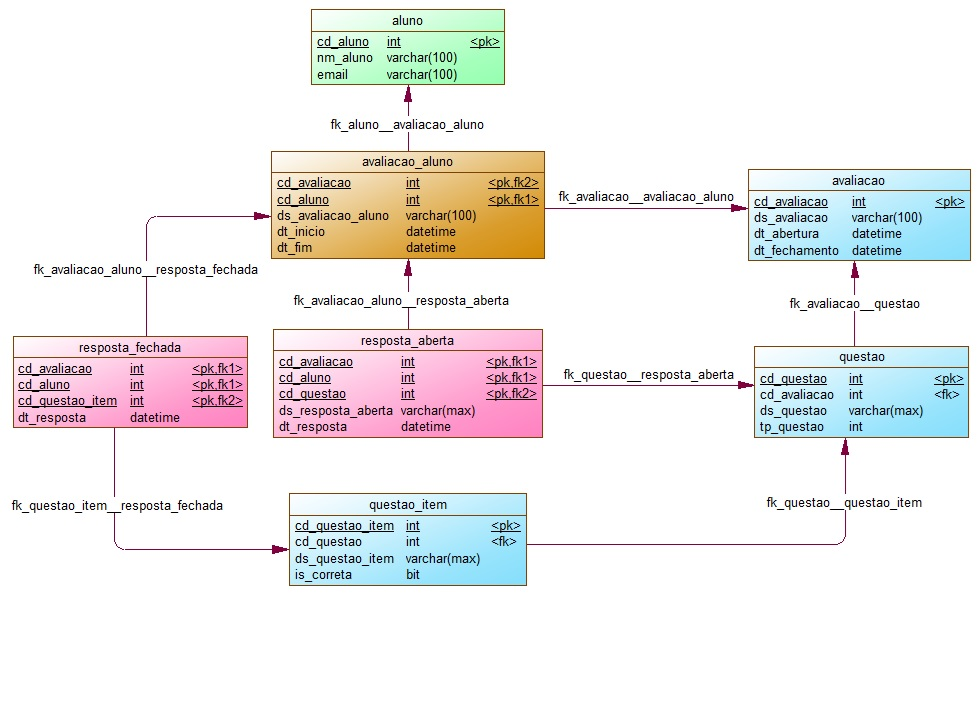 aluno
cd_aluno int <pk>
nm_aluno varchar(100)
email varchar(100)
fk_aluno__avaliacao_aluno
avaliacao_aluno
cd_avaliacao int <pk,fk2>
cd_aluno int <pk,fk1>
ds_avaliacao_aluno varchar(100)
dt_inicio datetime
dt_fim datetime
fk_avaliacao__avaliacao_aluno
avaliacao
cd_avaliacao int <pk>
ds_avaliacao varchar(100)
dt_abertura datetime
dt_fechamento datetime
fk_avaliacao_aluno__resposta_fechada
fk_avaliacao_aluno__resposta_aberta
fk_avaliacao__questao
resposta_fechada
cd_avaliacao int <pk,fk1>
cd_aluno int <pk,fk1>
cd_questao_item int <pk,fk2>
dt_resposta datetime
resposta_aberta
cd_avaliacao int <pk,fk1>
cd_aluno int <pk,fk1>
cd_questao int <pk,fk2>
ds_resposta_aberta varchar(max)
dt_resposta datetime
fk_questao__resposta_aberta
questao
cd_questao int <pk>
cd_avaliacao int <fk>
ds_questao varchar(max)
tp_questao int
fk_questao_item__resposta_fechada
questao_item
cd_questao_item int <pk>
cd_questao int <fk>
ds_questao_item varchar(max)
is_correta bit
fk_questao__questao_item